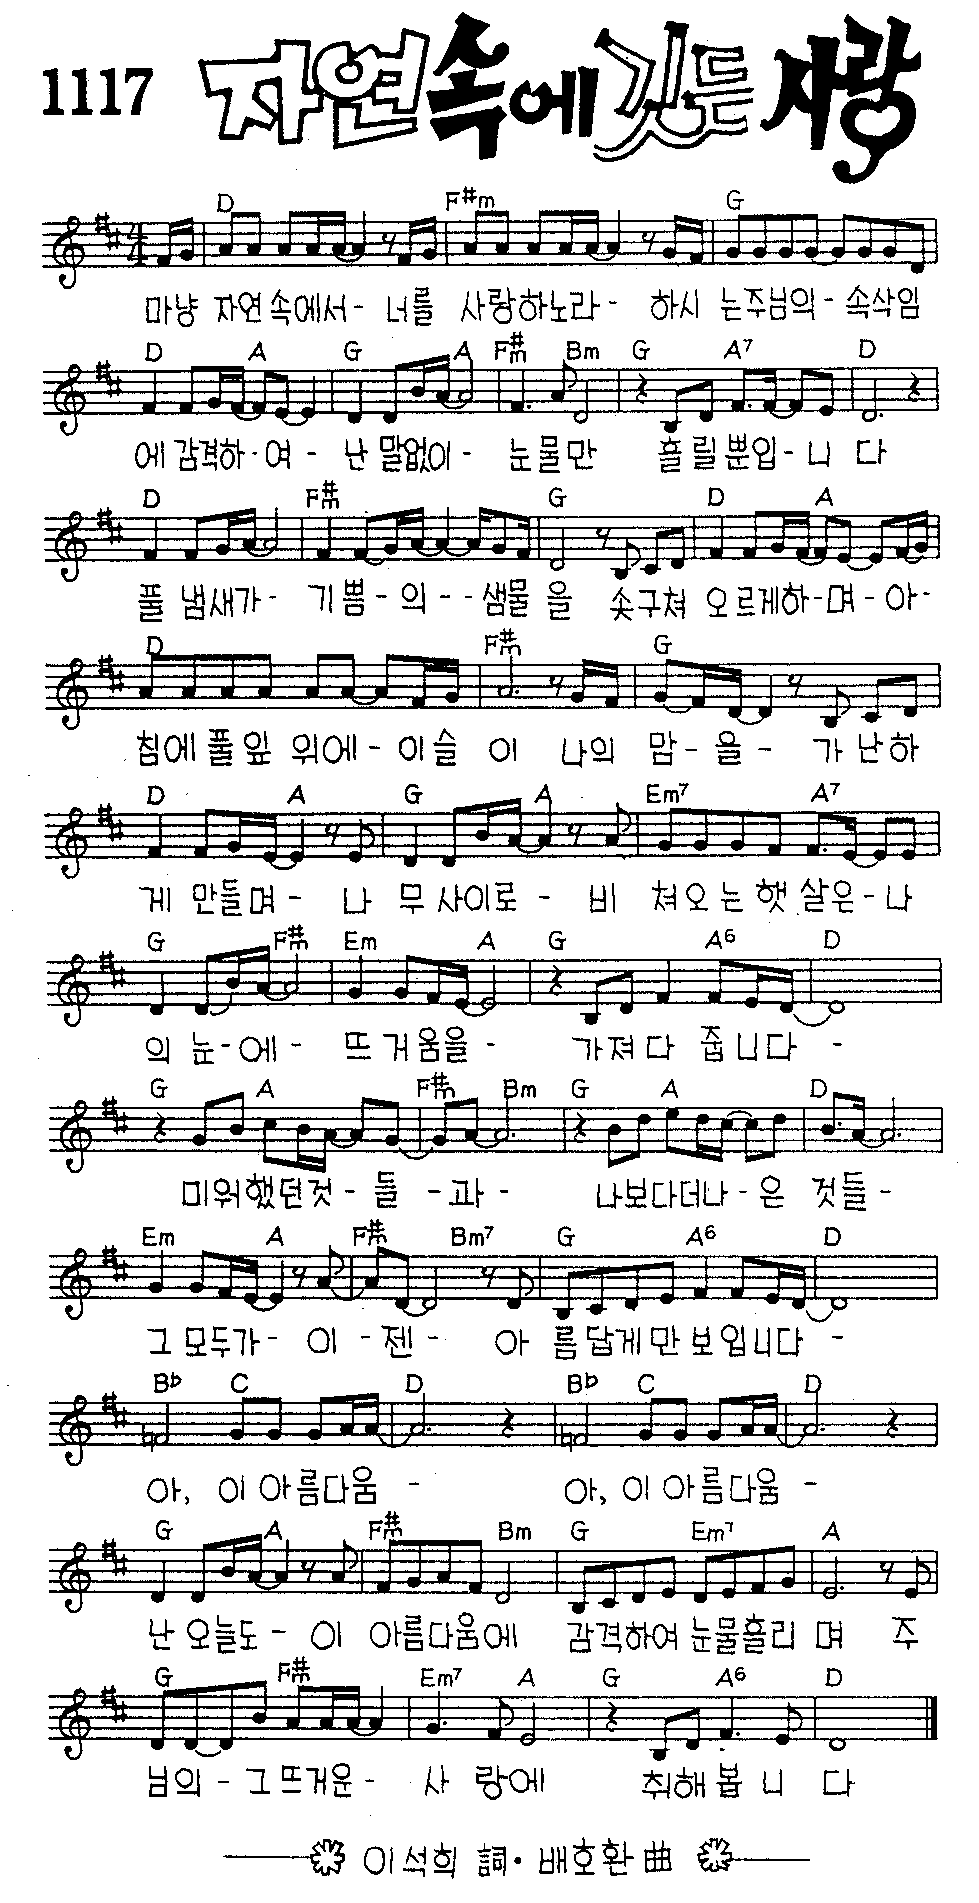 1117 자연속에 깃든 사랑
D F#m G
마냥 자연속에서- 너를 사랑하노라- 하시 는주님의-속삭임
D A G A F#m Bm G A7 D
에 감격하-여- 난 말없이- 눈물만 흘릴뿐입-니 다
D F#m G D A
풀 냄새가- 기쁨-의--샘물 을 솟구쳐 오르게하-며-아-
D F#m G
침에 풀잎 위에-이슬 이 나의 맘-을- 가 난하
D A G A Em7 A7
게 만들며- 나 무 사이로- 비 쳐오 는 햇 살은-나
G F#m Em A G A6 D
의 눈-에- 뜨 거움을- 가져다 줍니다-
G A F#m Bm G A D
미워했던것-들-과- 나보다더나-은 것들-
Em A F#m Bm7 G A6 D
그 모두가- 이-젠- 아 름답게만 보입니다-
B♭ C D B♭ C D
아, 이 아름다움- 아, 이 아름다움-
G A F#m Bm G Em7 A
난 오늘도- 이 아름다움에 감격하여 눈물흘리 며 주
G F#m Em7 A G A6 D
님의-그 뜨거운- 사 랑에 취해 봅 니 다
이석희 詞·배호환 曲